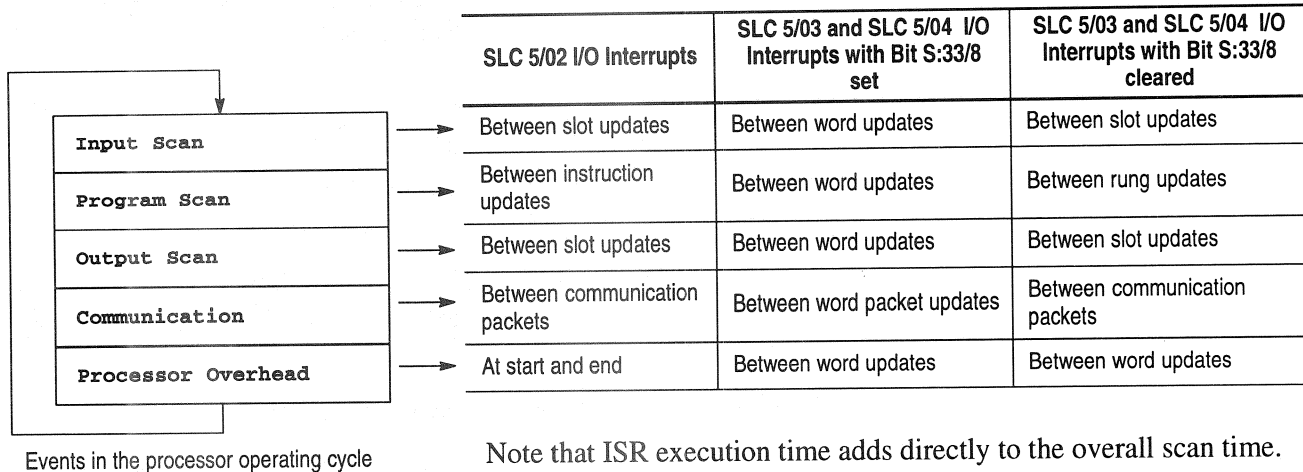 SLC 5/02 I/O Interrupts
SLC 5/03 and SLC 5/04 I/O
Interrupts with Bit S:33/8
set
SLC 5/03 and SLC 5/04 I/O
Interrupts with Bit S:33/8
cleared
Input Scan
Between slot updates
Between word updates
Between slot updates
Program Scan
Between instruction
updates
Between word updates
Between rung updates
Output Scan
Between slot updates
Between word updates
Between slot updates
Communication
Between communication
packets
Between word packet updates
Between communication
packets
Processor Overhead
At start and end
Between word updates
Between word updates
Events in the processor operating cycle
Note that ISR execution time adds directly to the overall scan time.